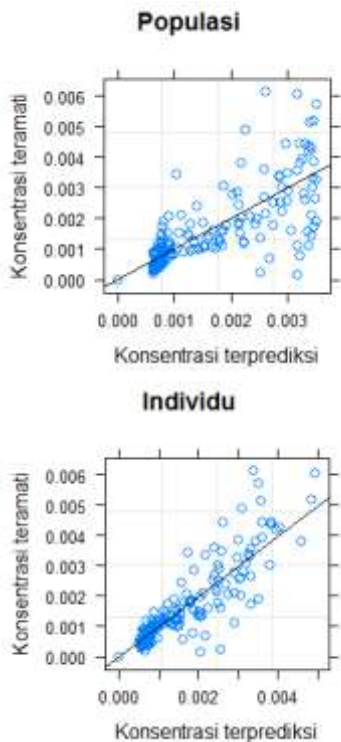 Populasi
Konsentrasi teramati
0.006
0.005
0.004
0.003
0.002
0.001
0.000
0.000 0.001 0.002 0.003
Konsentrasi terprediksi
Individu
Konsentrasi teramati
0.006
0.005
0.004
0.003
0.002
0.001
0.000
0.000 0.002 0.004
Konsentrasi terprediksi